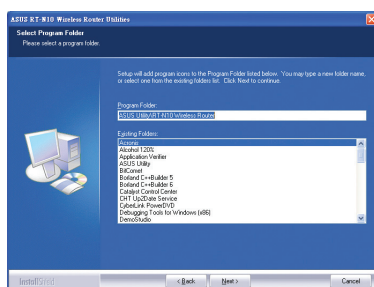 ASUS RT-N10 Wireless Router Utilities
Select Program Folder
Please select a program folder.
Setup will add program icons to the Program Folder listed below. You may type a new folder name, or select one from the existing folders list. Click Next to continue.
Program Folder:
ASUS Utility\RT-N10 Wireless Router
Existing Folders:
Acronis
Alcohol 120%
Application Verifier
ASUS Utility
BitComet
Borland C++Builder 5
Borland C++Builder 6
Catalyst Control Center
CHT Up2Date Service
CyberLink PowerDVD
Debugging Tools for Windows (x86)
DemoStudio
InstallShield
< Back
Next >
Cancel